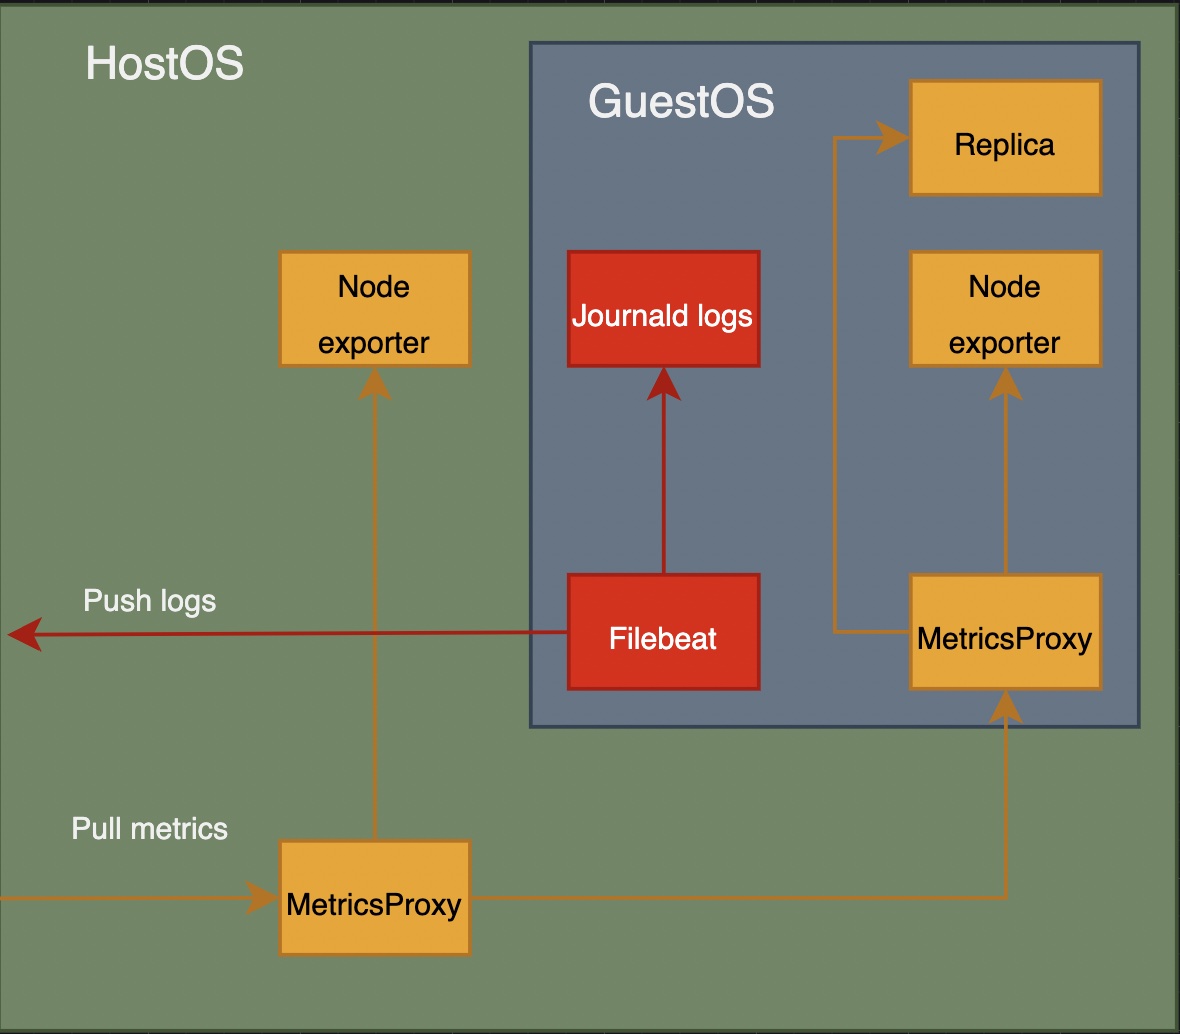 HostOS
GuestOS
Replica
Node
exporter
Journald logs
Node
exporter
Push logs
Filebeat
MetricsProxy
Pull metrics
MetricsProxy